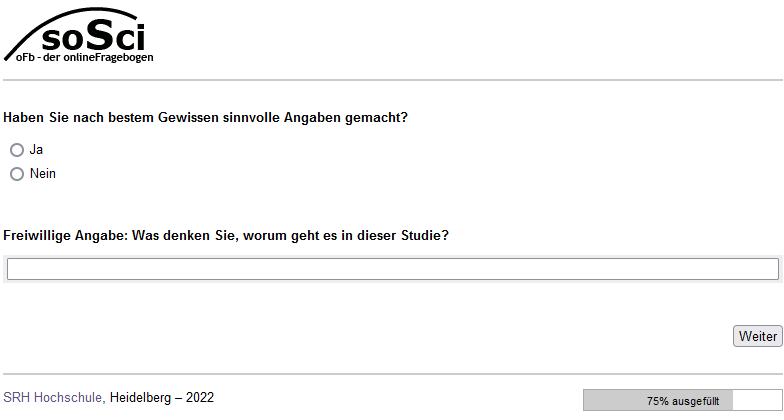 soSci
oFb - der onlineFragebogen
Haben Sie nach bestem Gewissen sinnvolle Angaben gemacht?
Ja
Nein
Freiwillige Angabe: Was denken Sie, worum geht es in dieser Studie?
Weiter
SRH Hochschule, Heidelberg – 2022
75% ausgefüllt